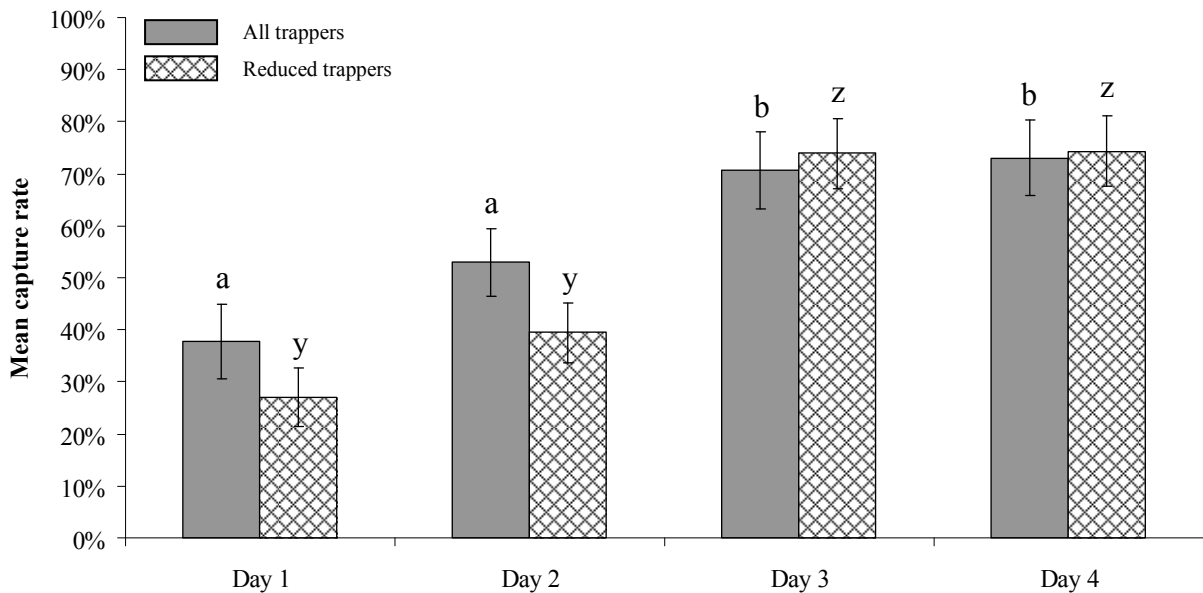 100%
90%
80%
70%
60%
50%
40%
30%
20%
10%
0%
Mean capture rate
All trappers
Reduced trappers
a
y
a
y
b
z
b
z
Day 1
Day 2
Day 3
Day 4